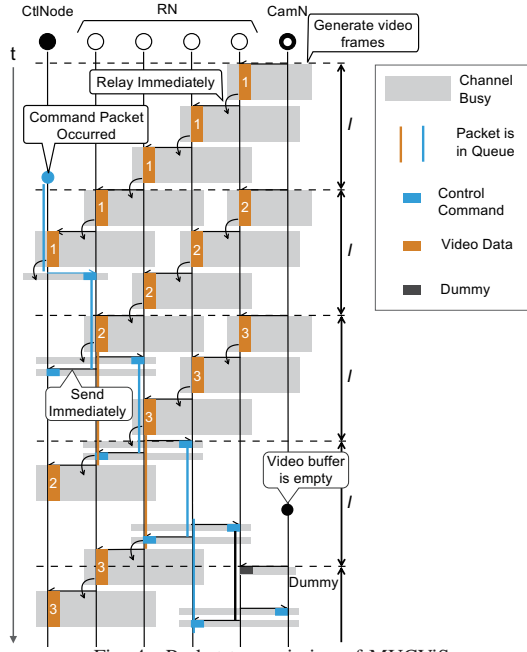 CtlNode
RN
CamN
t
Generate video
frames
Relay Immediately
1
Command Packet
Occurred
1
1
l
1
2
1
2
l
2
2
3
3
l
Send
Immediately
3
2
Video buffer
is empty
l
3
Dummy
3
Channel
Busy
Packet is
in Queue
Control
Command
Video Data
Dummy